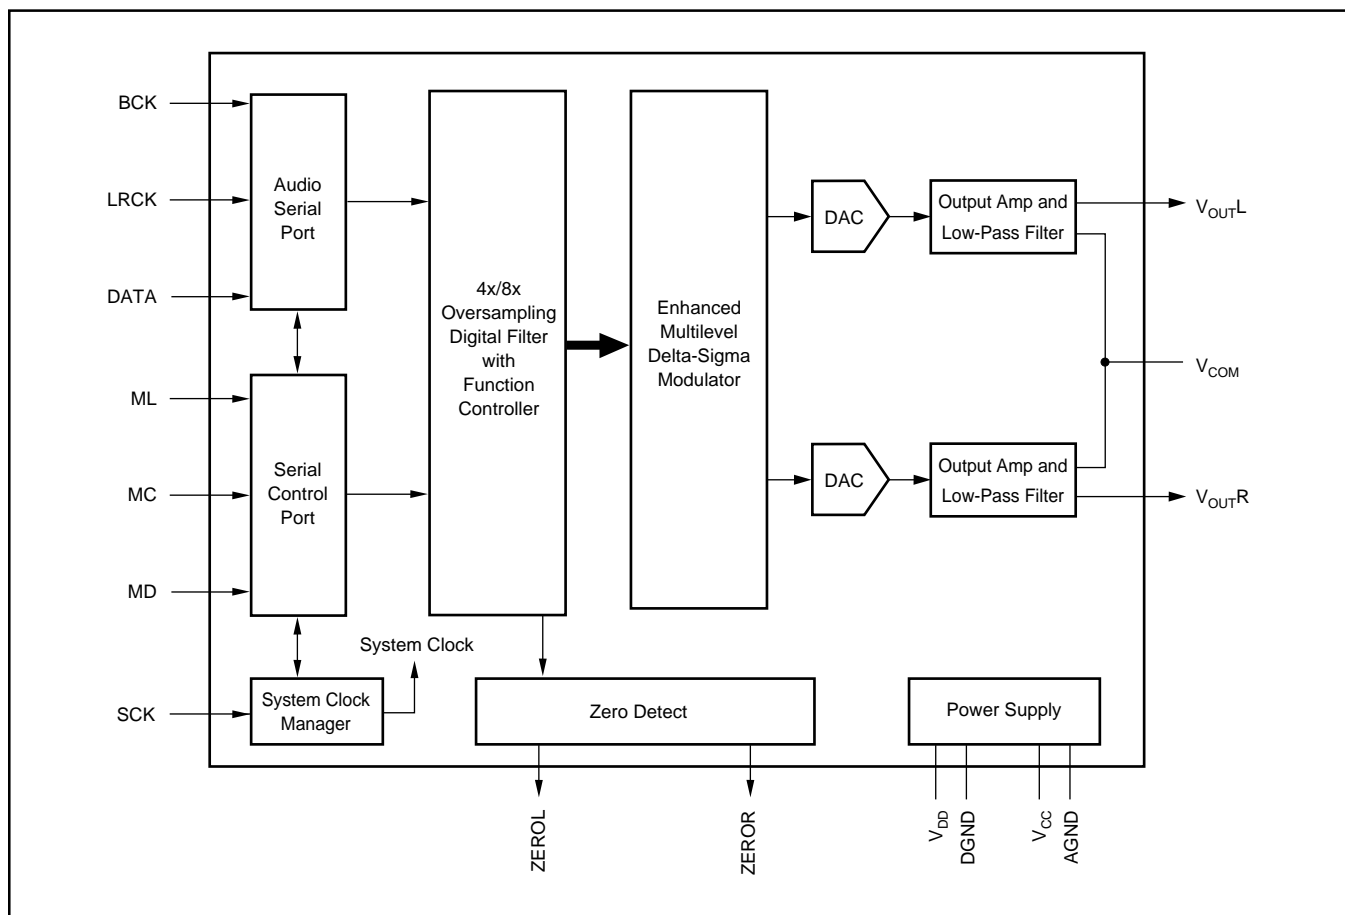 BCK
LRCK
DATA
ML
MC
MD
SCK
Audio
Serial
Port
Serial
Control
Port
System Clock
Manager
System Clock
4x/8x
Oversampling
Digital Filter
with
Function
Controller
Enhanced
Multilevel
Delta-Sigma
Modulator
DAC
Output Amp and
Low-Pass Filter
DAC
Output Amp and
Low-Pass Filter
VOUTL
VCOM
VOUTR
Zero Detect
Power Supply
ZEROL
ZEROR
VDD
DGND
VCC
AGND